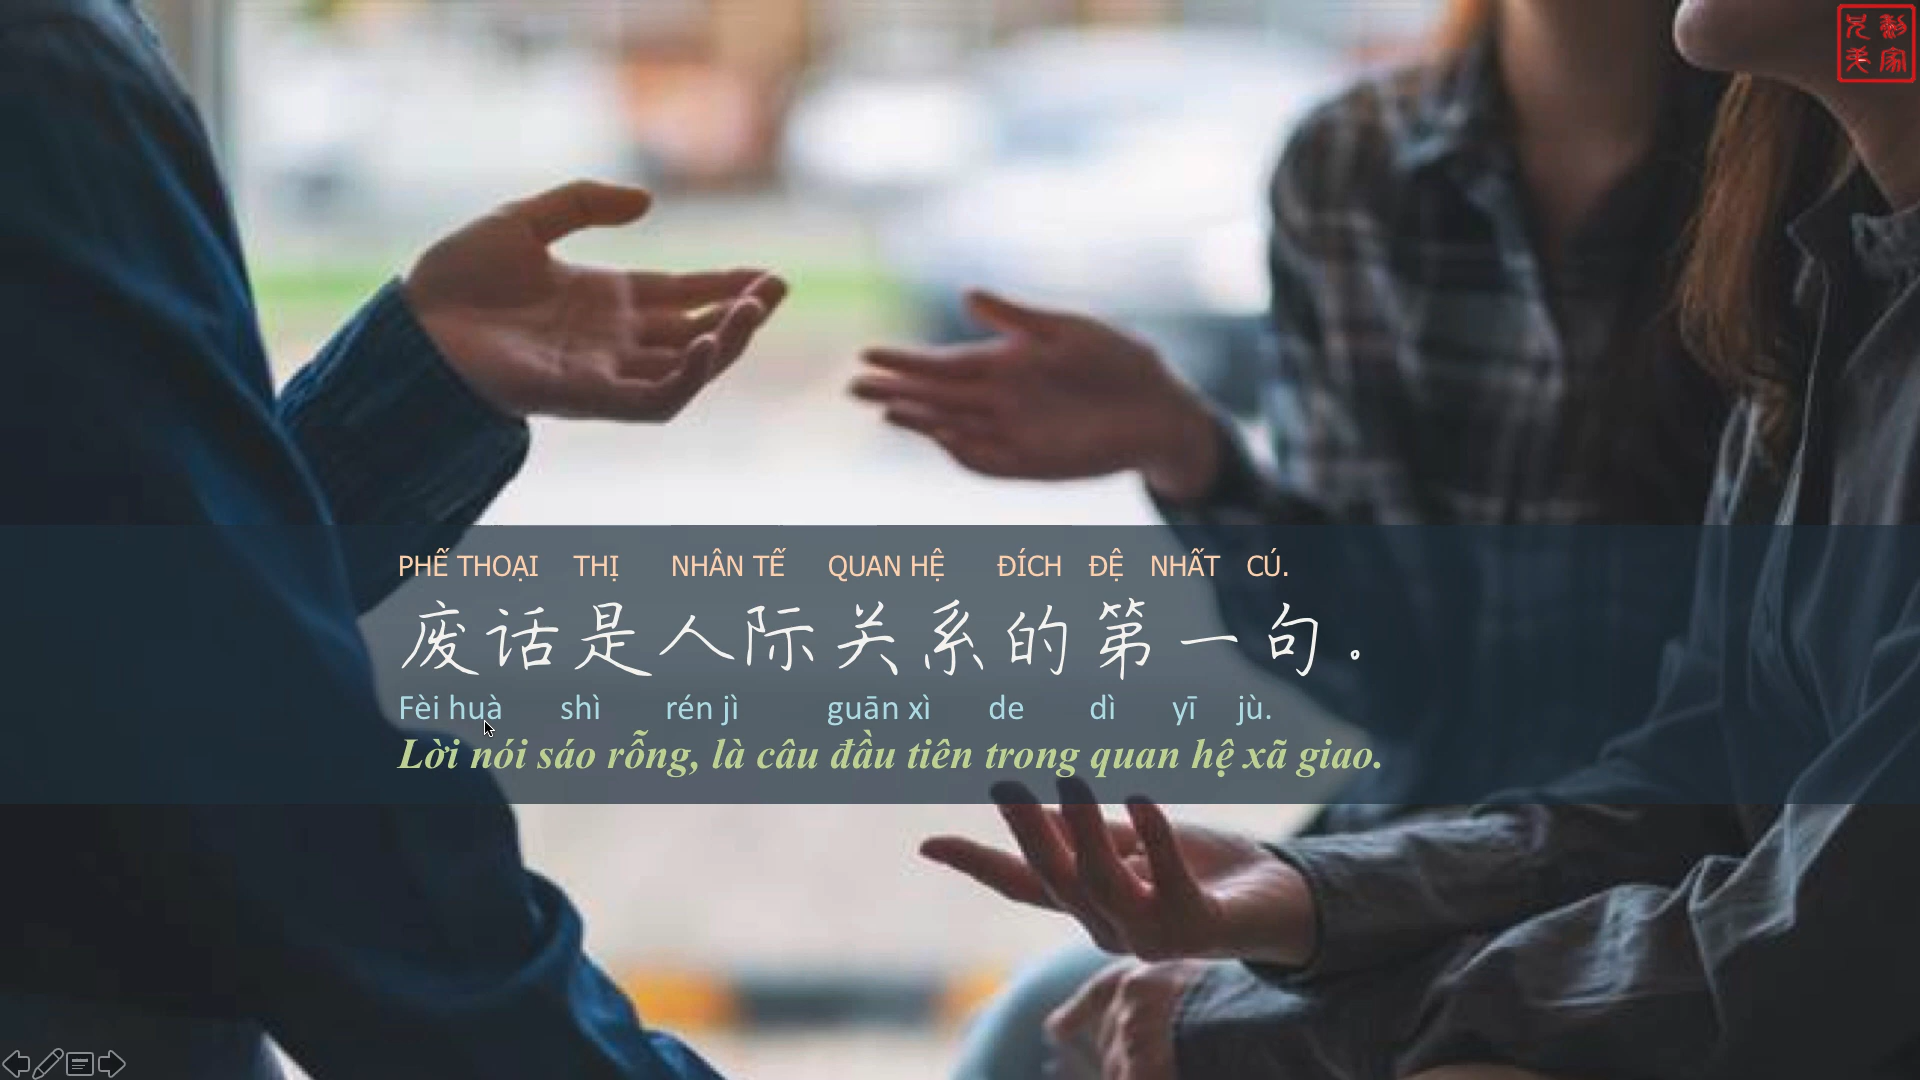 PHẾ THOẠI THỊ NHÂN TẾ QUAN HỆ ĐÍCH ĐỆ NHẤT CÚ.
废话是人际关系的第一句.
Fèi huà shì rén jì guān xì de dì yī jù.
Lời nói sáo rỗng, là câu đầu tiên trong quan hệ xã giao.